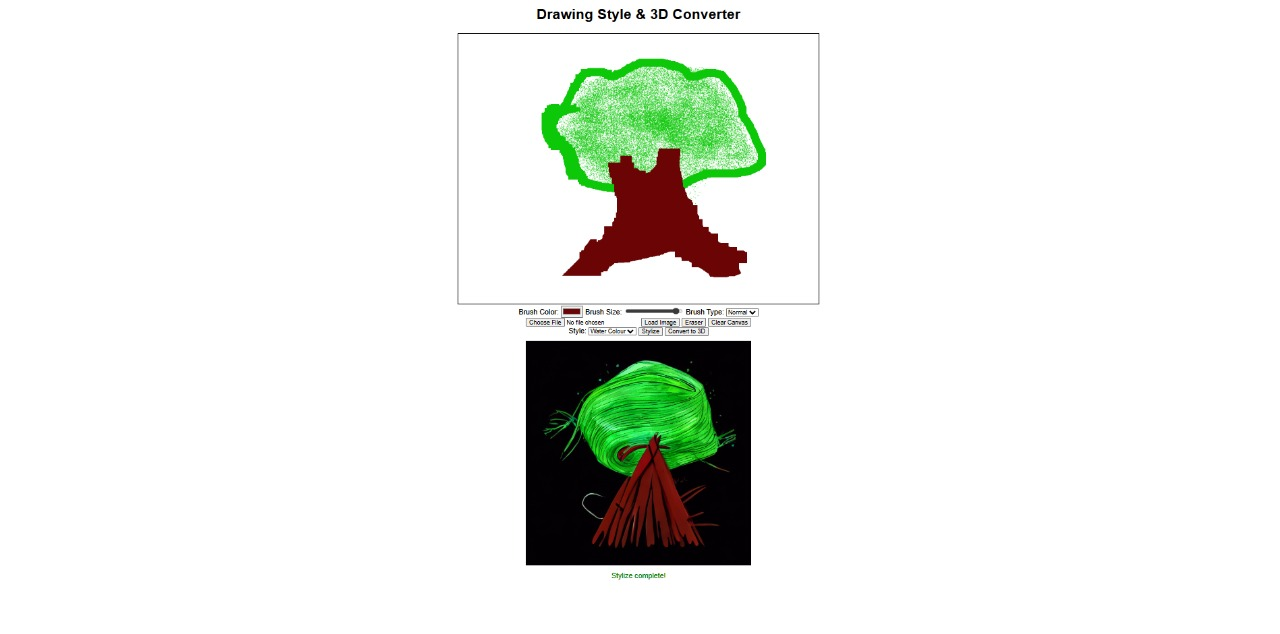 Drawing Style & 3D Converter
Brush Color: Brush Size: Brush Type: Normal
Choose File No file chosen Load Image Eraser Clear Canvas
Style: Water Colour Stylize Convert to 3D
Stylize complete!